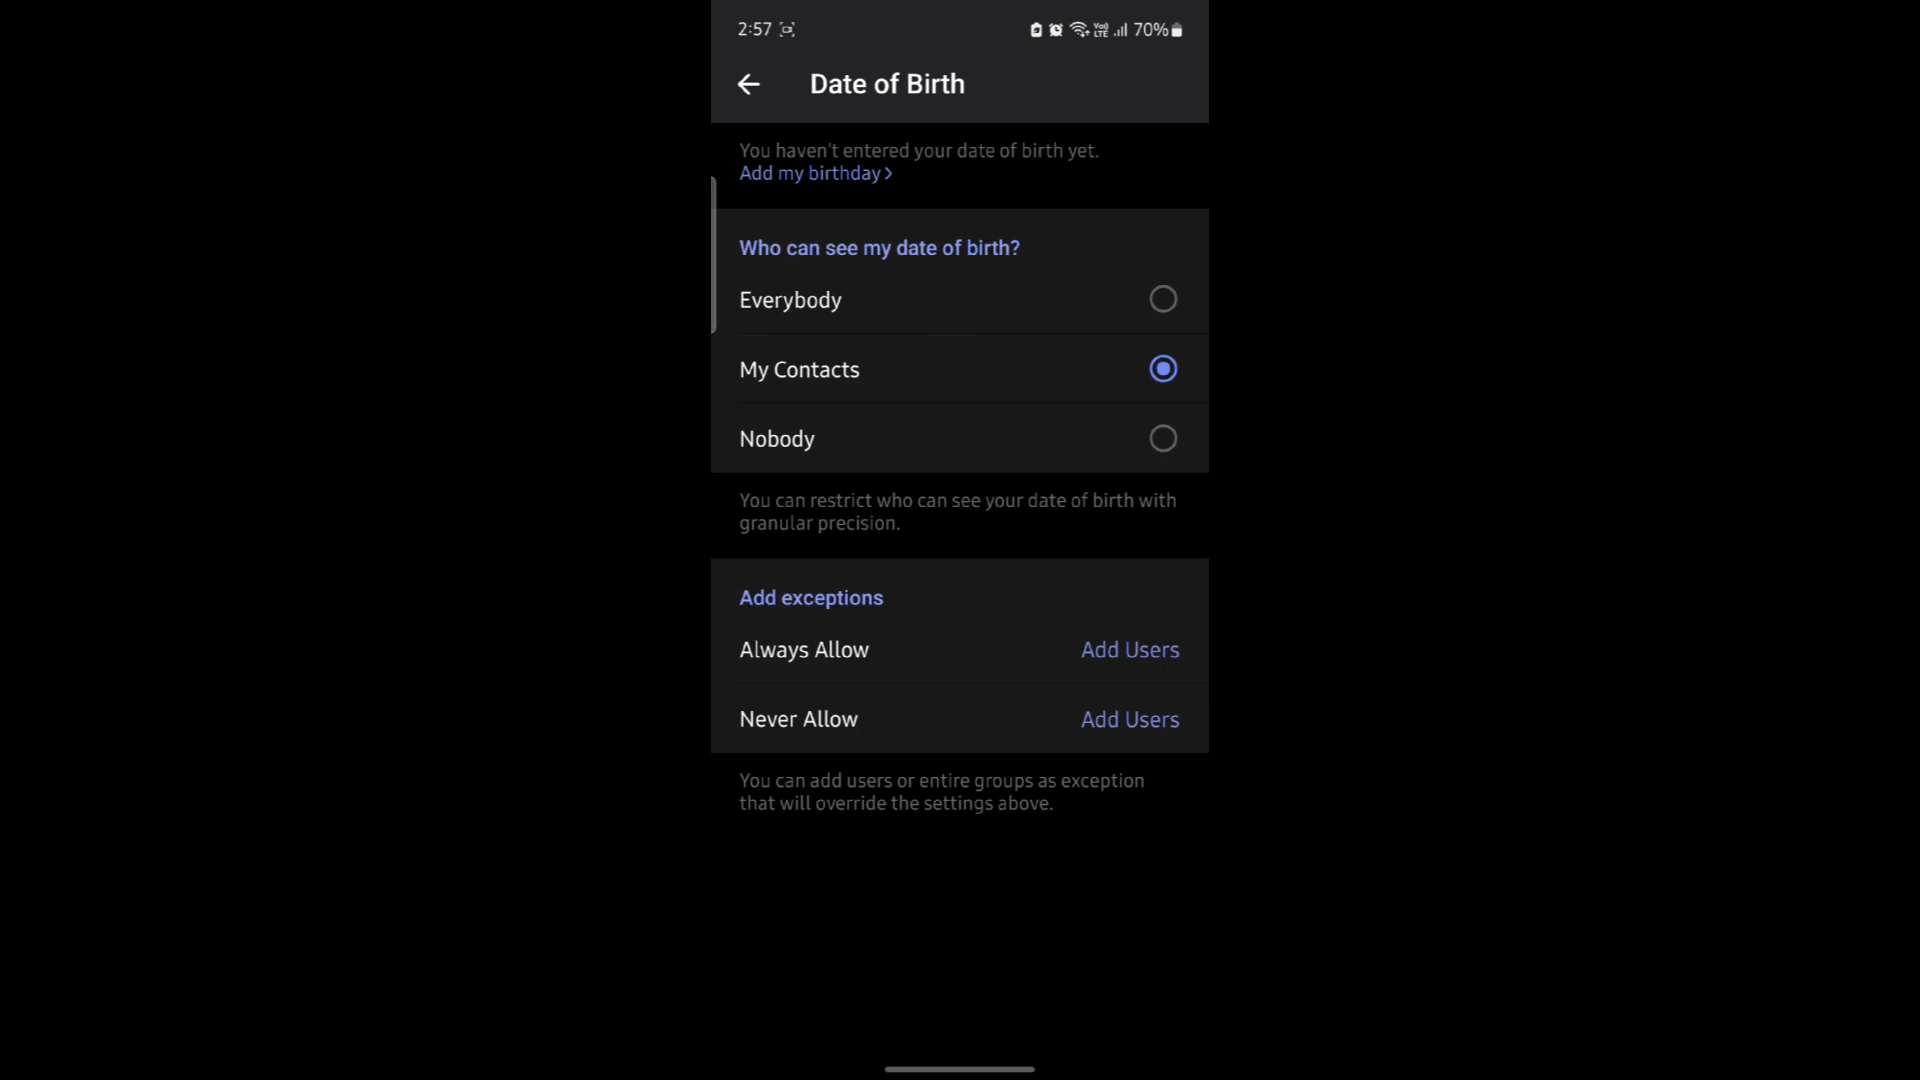 2:57 70%
Date of Birth
You haven't entered your date of birth yet.
Add my birthday >
Who can see my date of birth?
Everybody
My Contacts
Nobody
You can restrict who can see your date of birth with
granular precision.
Add exceptions
Always Allow Add Users
Never Allow Add Users
You can add users or entire groups as exception
that will override the settings above.